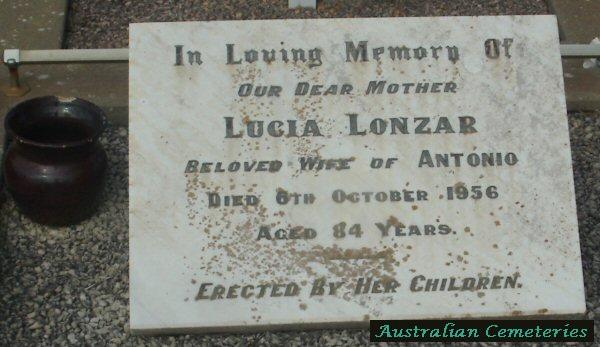 In Loving Memory Of
Our Dear Mother
Lucia Lonzar
Beloved Wife of Antonio
Died 6th October 1956
Aged 84 Years.
Erected By Her Children.
Australian Cemeteries